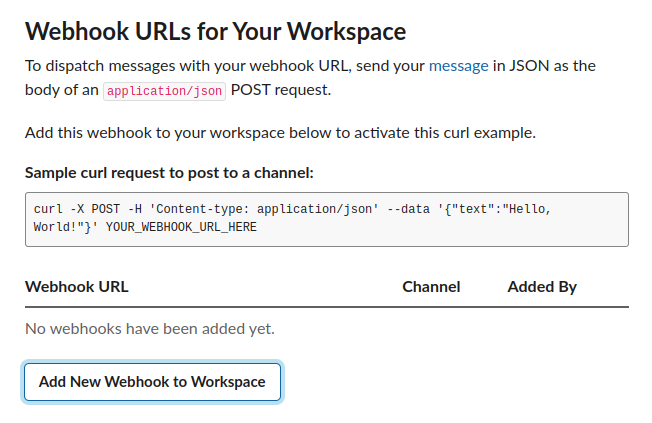 Webhook URLs for Your Workspace
To dispatch messages with your webhook URL, send your message in JSON as the
body of an application/json POST request.
Add this webhook to your workspace below to activate this curl example.
Sample curl request to post to a channel:
curl -X POST -H 'Content-type: application/json' --data '{"text":"Hello,
World!"}' YOUR_WEBHOOK_URL_HERE
Webhook URL Channel Added By
No webhooks have been added yet.
Add New Webhook to Workspace